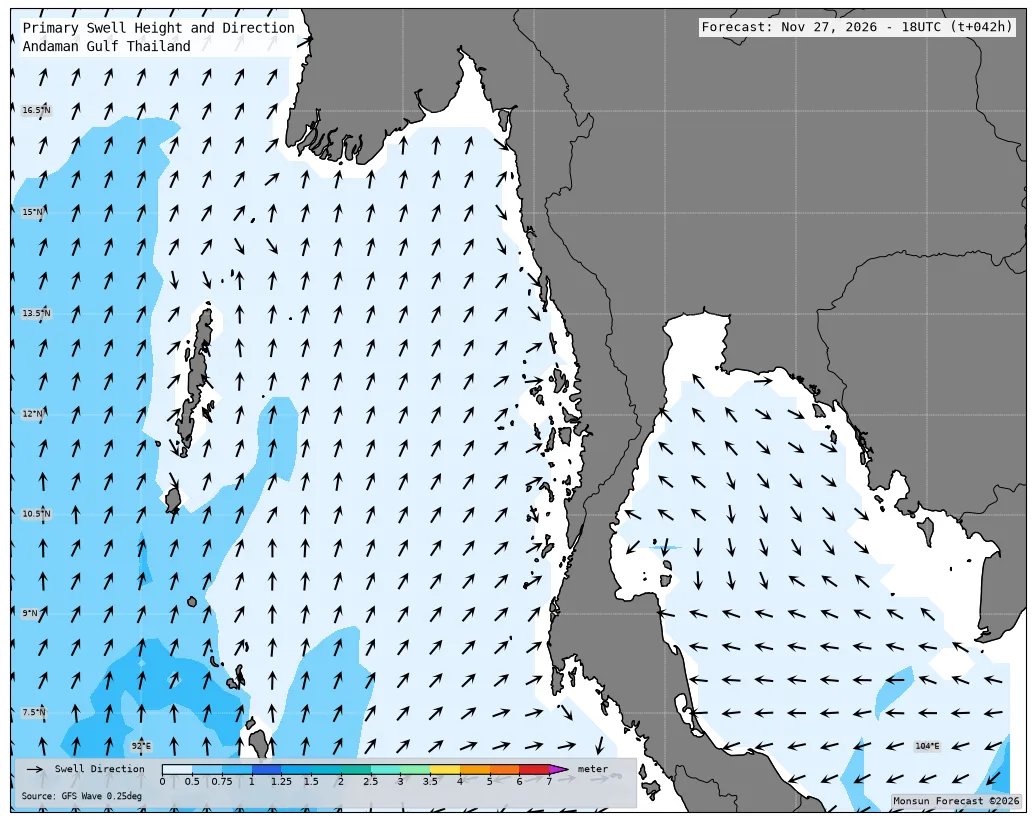 Primary Swell Height and Direction
Andaman Gulf Thailand
Forecast: Nov 27, 2026 - 18UTC (t+042h)
16.5°N
15°N
13.5°N
12°N
10.5°N
9°N
7.5°N
92°E
104°E
Swell Direction
meter
0 0.5 0.75 1 1.25 1.5 2 2.5 3 3.5 4 5 6 7
Source: GFS Wave 0.25deg
Monsun Forecast ©2026